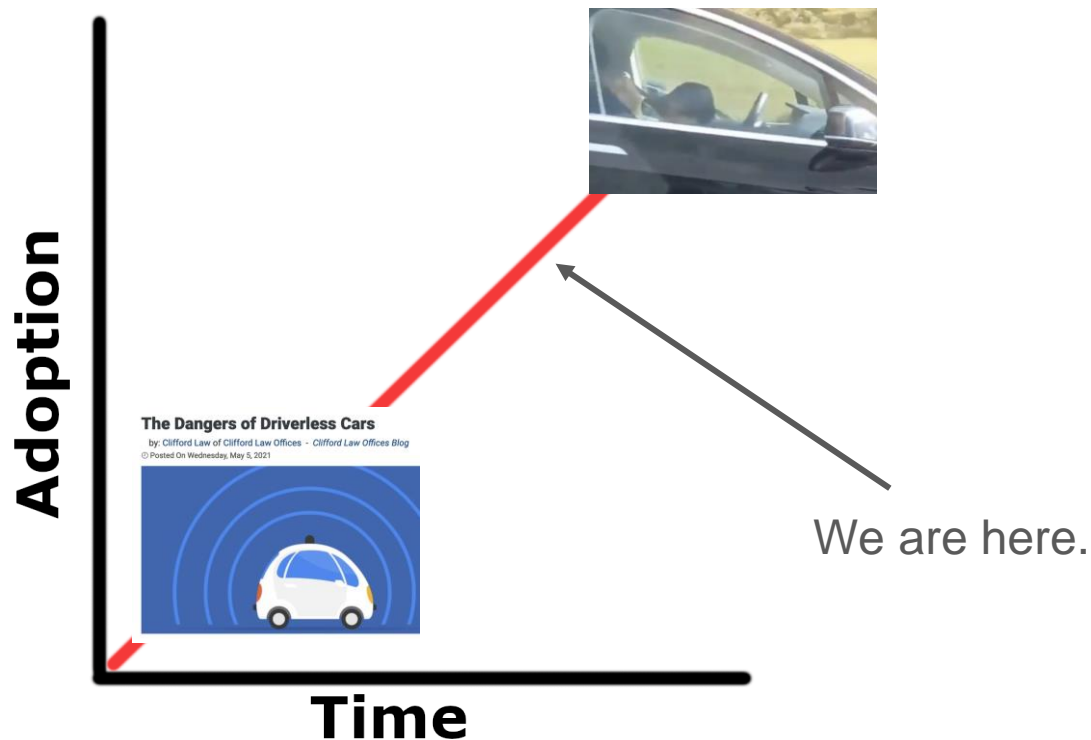 Adoption
The Dangers of Driverless Cars
by: Clifford Law of Clifford Law Offices - Clifford Law Offices Blog
Posted On Wednesday, May 5, 2021
We are here.
Time